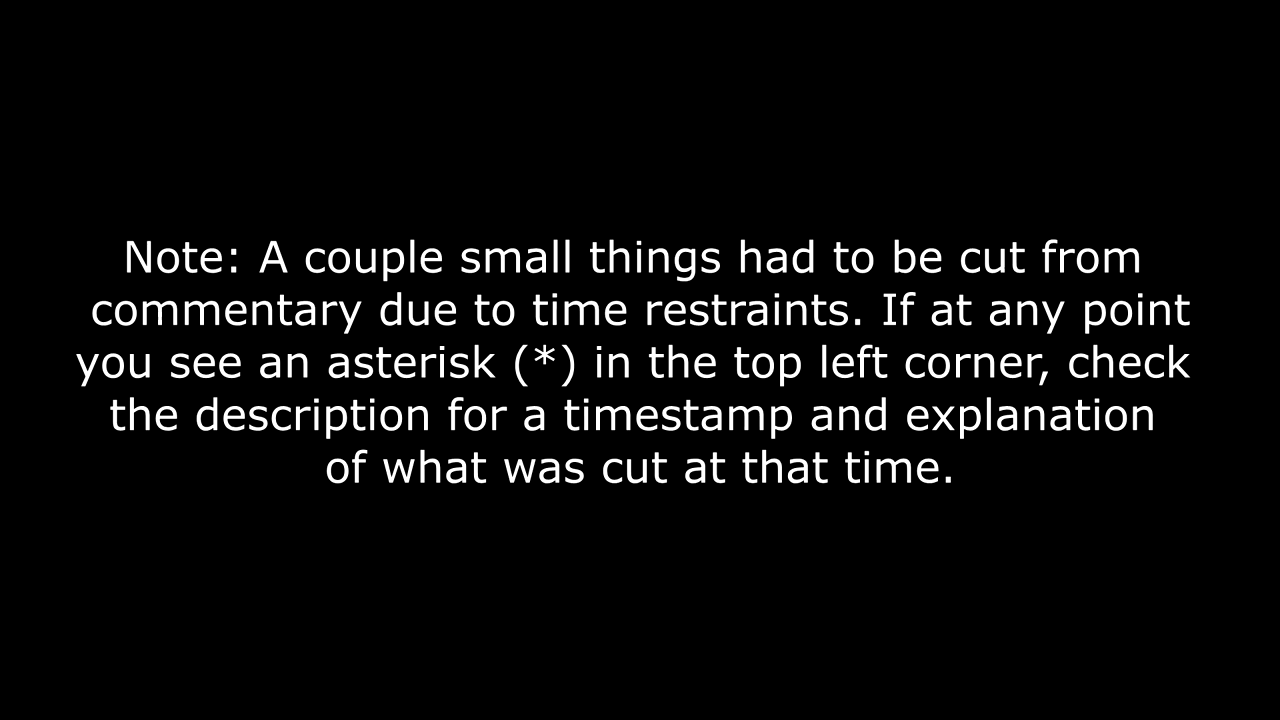 Note: A couple small things had to be cut from
commentary due to time restraints. If at any point
you see an asterisk (*) in the top left corner, check
the description for a timestamp and explanation
of what was cut at that time.